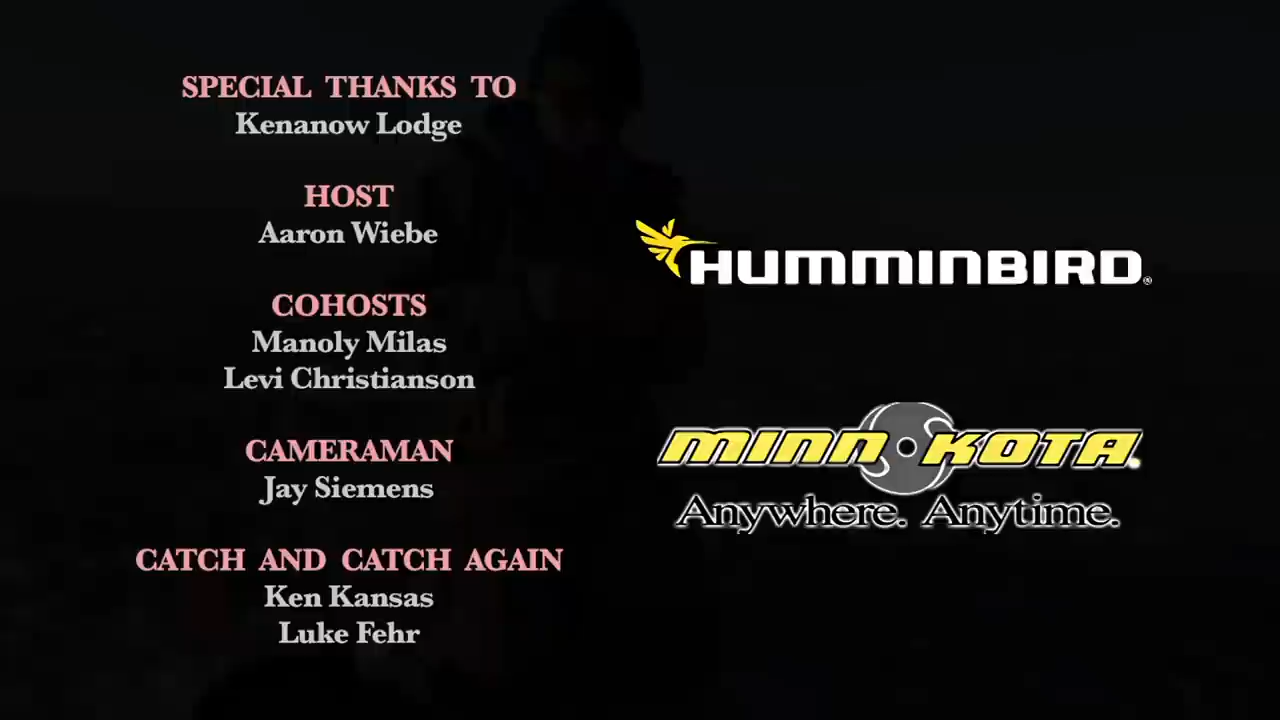 SPECIAL THANKS TO
Kenanow Lodge
HOST
Aaron Wiebe
COHOSTS
Manoly Milas
Levi Christianson
CAMERAMAN
Jay Siemens
CATCH AND CATCH AGAIN
Ken Kansas
Luke Fehr
HUMMINBIRD®
MINN KOTA
Anywhere. Anytime.